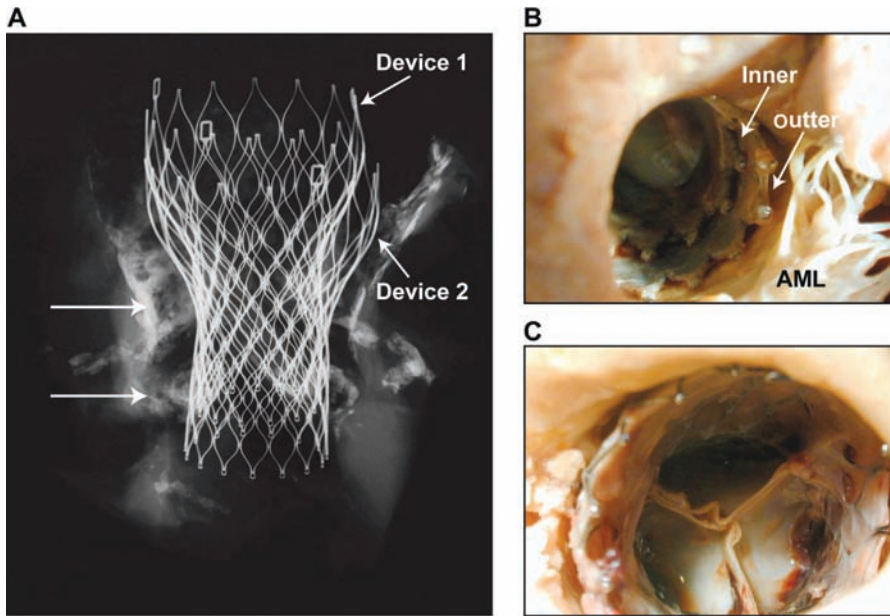 A
Device 1
Device 2
B
Inner
Outter
AML
C